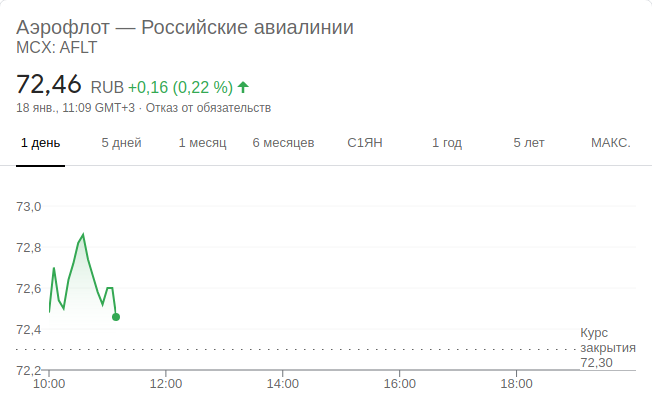 Аэрофлот — Российские авиалинии
MCX: AFLT
72,46 RUB +0,16 (0,22 %)
18 янв., 11:09 GMT+3 · Отказ от обязательств
1 день 5 дней 1 месяц 6 месяцев С1ЯН 1 год 5 лет МАКС.
73,0
72,8
72,6
72,4
Курс
закрытия
72,30
72,2
10:00 12:00 14:00 16:00 18:00